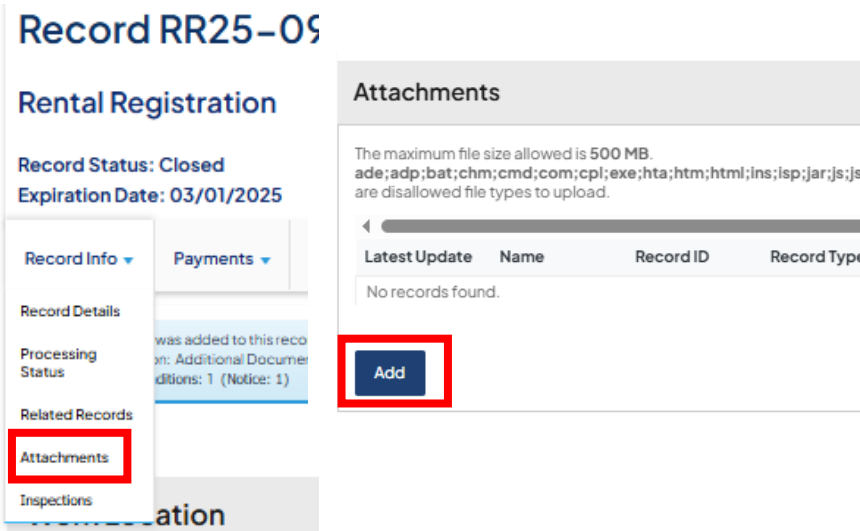 Record RR25-09
Rental Registration
Record Status: Closed
Expiration Date: 03/01/2025
Record Info
Payments
Record Details
Processing
Status
Related Records
Attachments
Inspections
was added to this reco
on: Additional Documen
ditions: 1 (Notice: 1)
ation
Attachments
The maximum file size allowed is 500 MB.
ade;adp;bat;chm;cmd;com;cpl;exe;hta;htm;html;ins;isp;jar;js;js
are disallowed file types to upload.
Latest Update Name Record ID Record Type
No records found.
Add